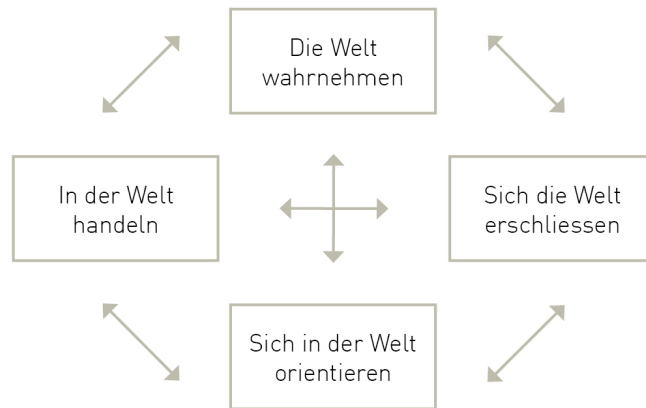 Die Welt
wahrnehmen
In der Welt
handeln
Sich die Welt
erschliessen
Sich in der Welt
orientieren